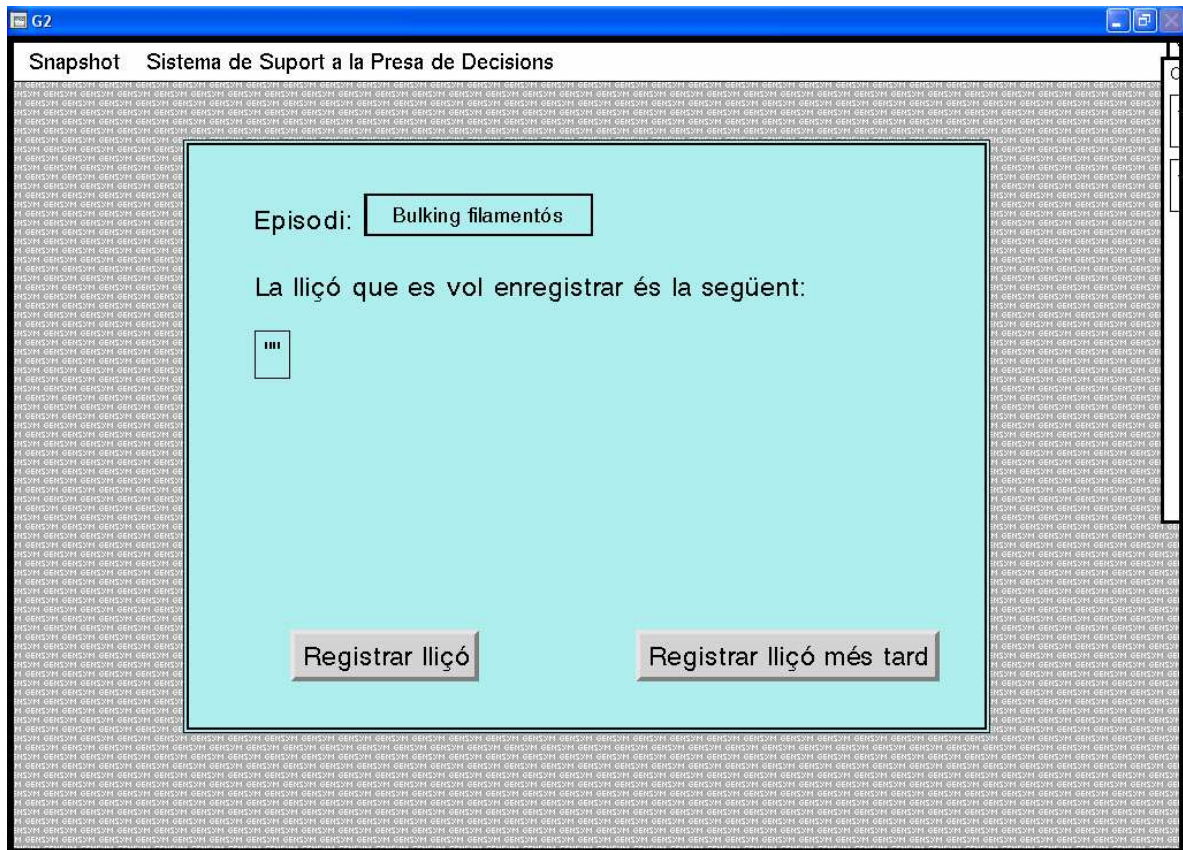 G2
Snapshot Sistema de Suport a la Presa de Decisions
Episodi: Bulking filamentós
La lliçó que es vol enregistrar és la següent:
""
Registrar lliçó Registrar lliçó més tard